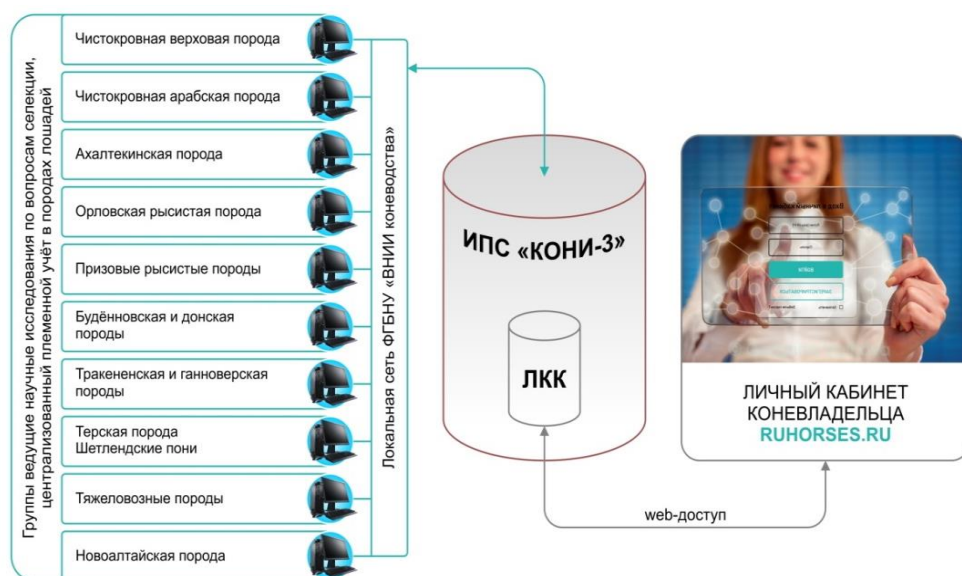 Группы ведущие научные исследования по вопросам селекции,
централизованный племенной учёт в породах лошадей
Чистокровная верховая порода
Чистокровная арабская порода
Ахалтекинская порода
Орловская рысистая порода
Призовые рысистые породы
Будённовская и донская
породы
Тракененская и ганноверская
породы
Терская порода
Шетлендские пони
Тяжеловозные породы
Новоалтайская порода
Локальная сеть ФГБНУ «ВНИИ коневодства»
ИПС «КОНИ-3»
ЛКК
web-доступ
ЛИЧНЫЙ КАБИНЕТ
КОНЕВЛАДЕЛЬЦА
RUHORSES.RU